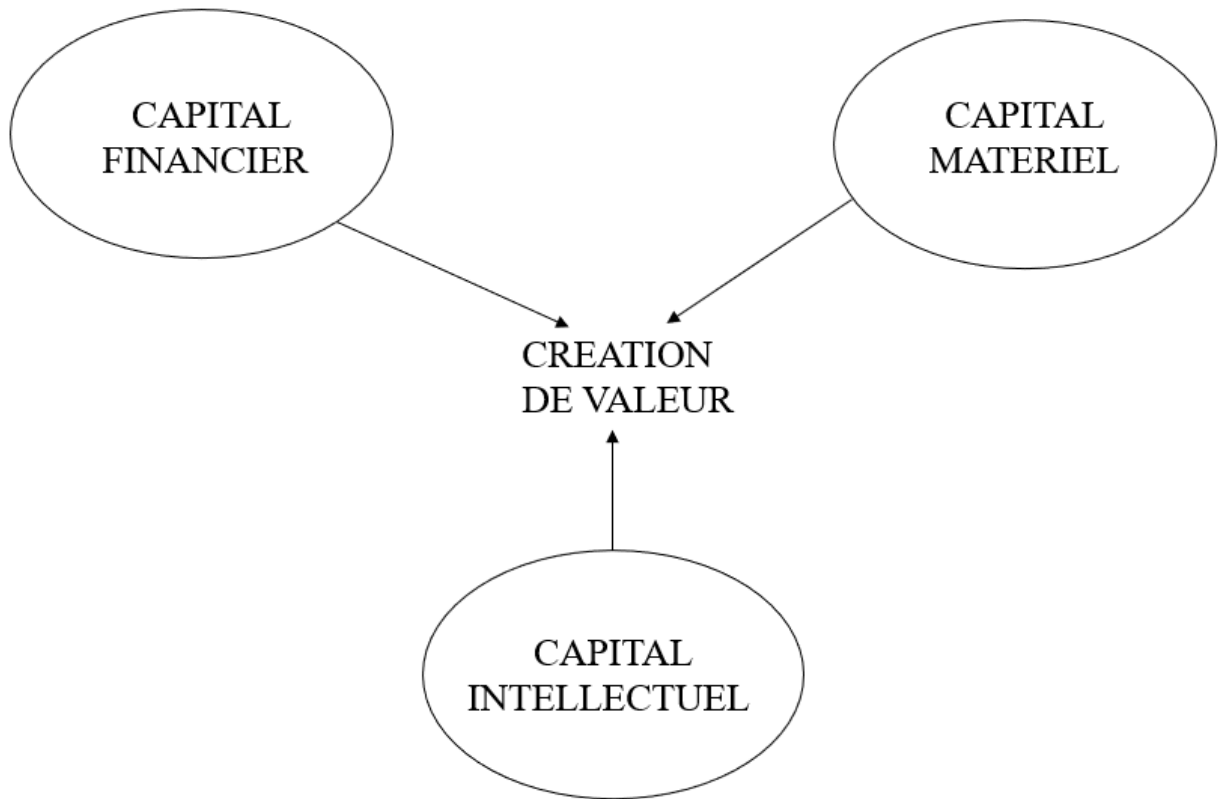 CAPITAL
FINANCIER
CAPITAL
MATERIEL
CREATION
DE VALEUR
CAPITAL
INTELLECTUEL